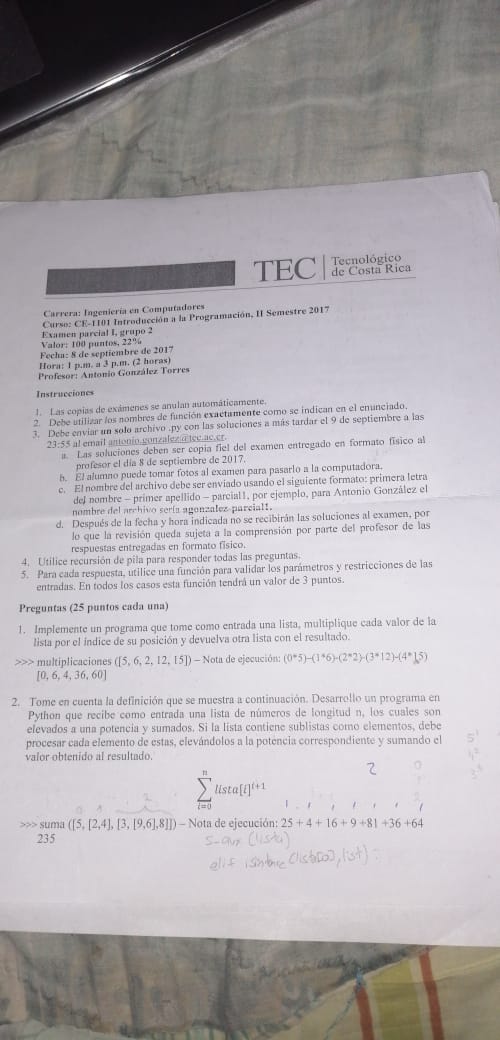 TEC | Tecnológico
de Costa Rica
Carrera: Ingeniería en Computadores
Curso: CE-1101 Introducción a la Programación, II Semestre 2017
Examen parcial I, grupo 2
Valor: 100 puntos, 22%
Fecha: 8 de septiembre de 2017
Hora: 1 p.m. a 3 p.m. (2 horas)
Profesor: Antonio González Torres
Instrucciones
1. Las copias de exámenes se anulan automáticamente.
2. Debe utilizar los nombres de función exactamente como se indican en el enunciado.
3. Debe enviar un solo archivo .py con las soluciones a más tardar el 9 de septiembre a las
23:55 al email antonio.gonzalez@tec.ac.cr.
a. Las soluciones deben ser copia fiel del examen entregado en formato físico al
profesor el día 8 de septiembre de 2017.
b. El alumno puede tomar fotos al examen para pasarlo a la computadora.
c. El nombre del archivo debe ser enviado usando el siguiente formato: primera letra
del nombre – primer apellido – parcial1, por ejemplo, para Antonio González el
nombre del archivo sería agonzalez-parcial1.
d. Después de la fecha y hora indicada no se recibirán las soluciones al examen, por
lo que la revisión queda sujeta a la comprensión por parte del profesor de las
respuestas entregadas en formato físico.
4. Utilice recursión de pila para responder todas las preguntas.
5. Para cada respuesta, utilice una función para validar los parámetros y restricciones de las
entradas. En todos los casos esta función tendrá un valor de 3 puntos.
Preguntas (25 puntos cada una)
1. Implemente un programa que tome como entrada una lista, multiplique cada valor de la
lista por el índice de su posición y devuelva otra lista con el resultado.
>>> multiplicaciones ([5, 6, 2, 12, 15]) – Nota de ejecución: (0*5)-(1*6)-(2*2)-(3*12)-(4*15)
[0, 6, 4, 36, 60]
2. Tome en cuenta la definición que se muestra a continuación. Desarrollo un programa en
Python que recibe como entrada una lista de números de longitud n, los cuales son
elevados a una potencia y sumados. Si la lista contiene sublistas como elementos, debe
procesar cada elemento de estas, elevándolos a la potencia correspondiente y sumando el
valor obtenido al resultado.
2
∑ⁿᵢ₌₀ lista[i]ⁱ⁺¹
>>> suma ([5, [2,4], [3, [9,6],8]]) – Nota de ejecución: 25 + 4 + 16 + 9 +81 +36 +64
235
s-aux (lista)